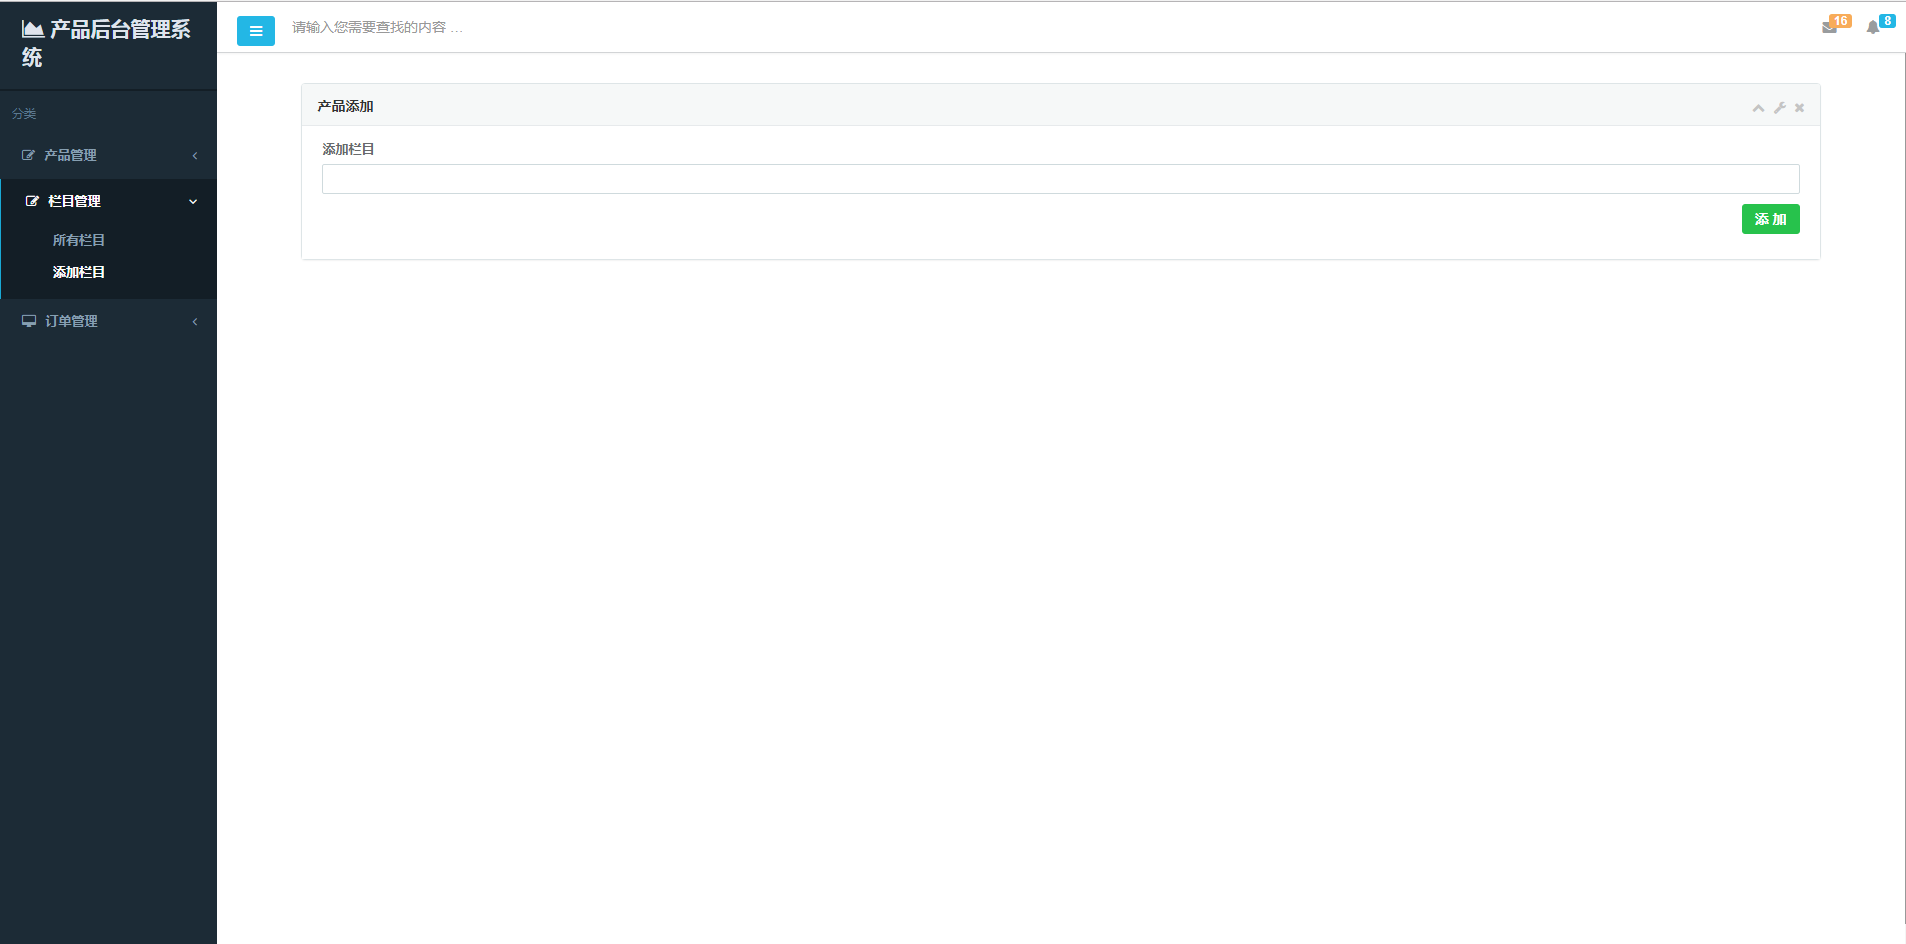 产品后台管理系
统
请输入您需要查找的内容 ...
16
8
分类
产品管理
栏目管理
所有栏目
添加栏目
订单管理
产品添加
添加栏目
添 加